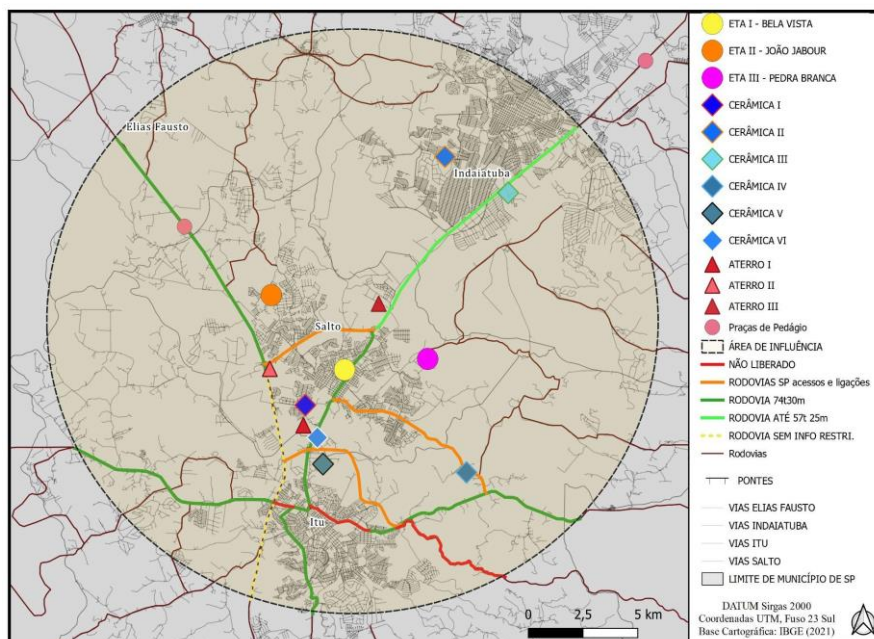 Elias Fausto
Indaiatuba
Salto
Itu
0 2,5 5 km
ETA I - BELA VISTA
ETA II - JOÃO JABOUR
ETA III - PEDRA BRANCA
CERÂMICA I
CERÂMICA II
CERÂMICA III
CERÂMICA IV
CERÂMICA V
CERÂMICA VI
ATERRO I
ATERRO II
ATERRO III
Praças de Pedágio
ÁREA DE INFLUÊNCIA
NÃO LIBERADO
RODOVIAS SP acessos e ligações
RODOVIA 74t30m
RODOVIA ATÉ 57t 25m
RODOVIA SEM INFO RESTRI.
Rodovias
PONTES
VIAS ELIAS FAUSTO
VIAS INDAIATUBA
VIAS ITU
VIAS SALTO
LIMITE DE MUNICÍPIO DE SP
DATUM Sirgas 2000
Coordenadas UTM, Fuso 23 Sul
Base Cartográfica: IBGE (2021)